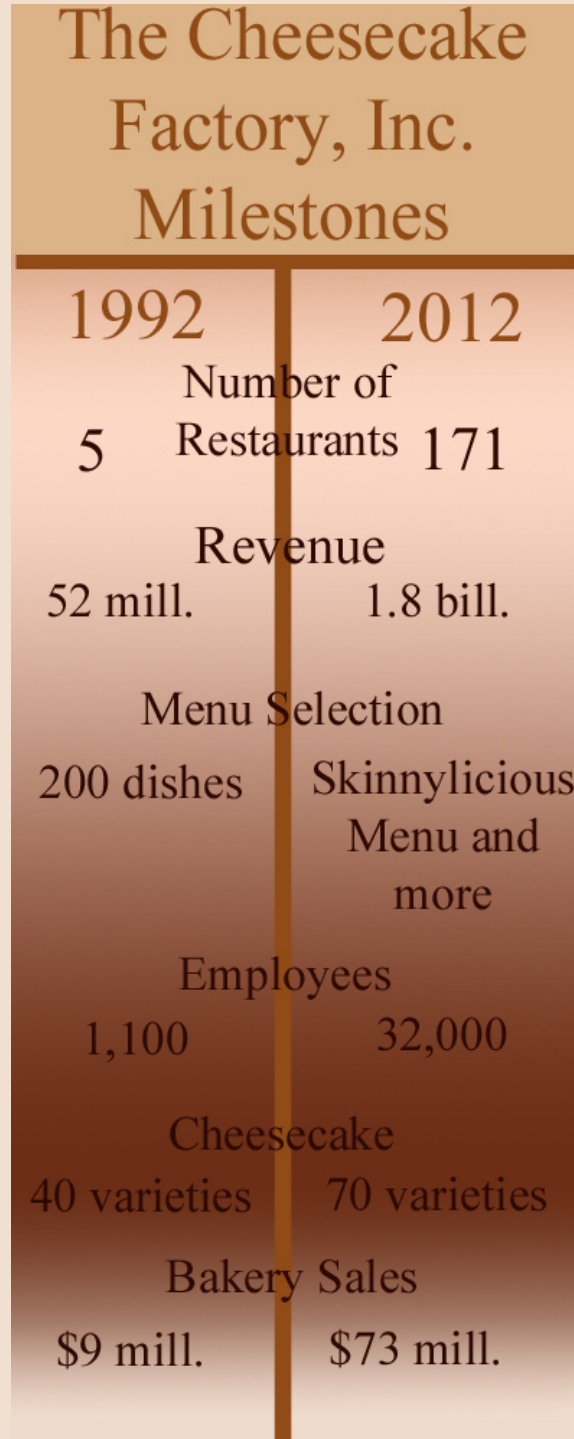 The Cheesecake
Factory, Inc.
Milestones
1992 2012
Number of
Restaurants
5 171
Revenue
52 mill. 1.8 bill.
Menu Selection
200 dishes Skinnylicious
Menu and
more
Employees
1,100 32,000
Cheesecake
40 varieties 70 varieties
Bakery Sales
$9 mill. $73 mill.